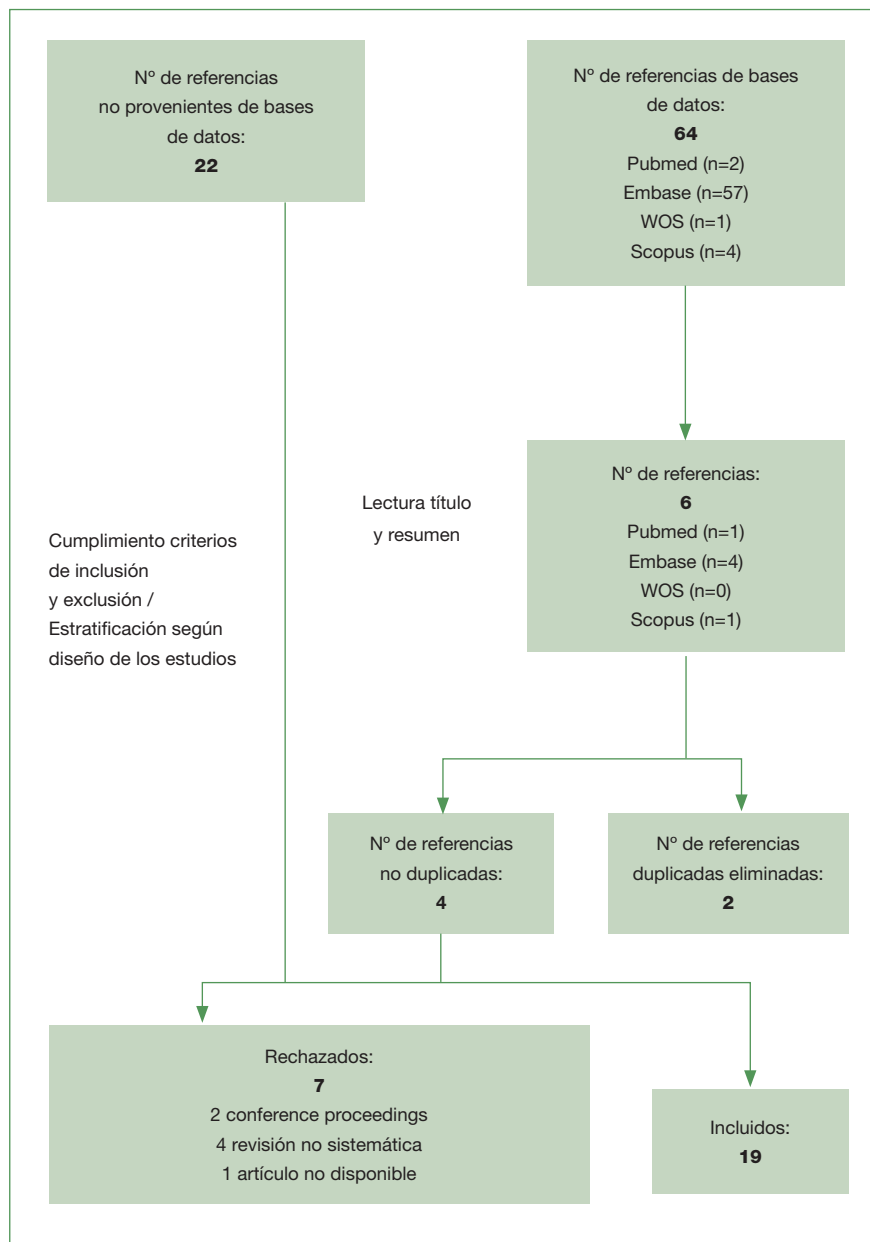 Nº de referencias
no provenientes de bases
de datos:
22
Nº de referencias de bases
de datos:
64
Pubmed (n=2)
Embase (n=57)
WOS (n=1)
Scopus (n=4)
Lectura título
y resumen
Nº de referencias:
6
Pubmed (n=1)
Embase (n=4)
WOS (n=0)
Scopus (n=1)
Cumplimiento criterios
de inclusión
y exclusión /
Estratificación según
diseño de los estudios
Nº de referencias
no duplicadas:
4
Nº de referencias
duplicadas eliminadas:
2
Rechazados:
7
2 conference proceedings
4 revisión no sistemática
1 artículo no disponible
Incluidos:
19